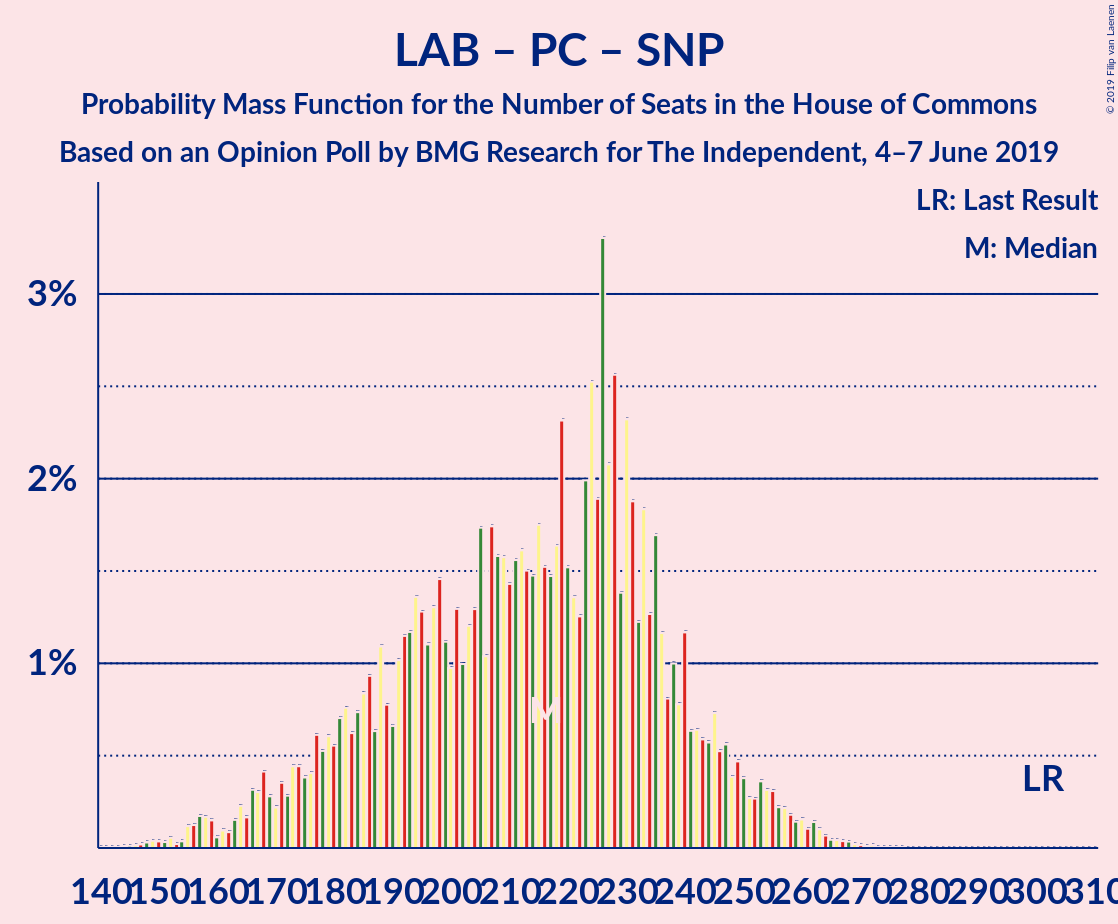 LAB – PC – SNP
Probability Mass Function for the Number of Seats in the House of Commons
Based on an Opinion Poll by BMG Research for The Independent, 4–7 June 2019
© 2019 Filip van Laenen
LR: Last Result
M: Median
3%
2%
1%
M
LR
140 150 160 170 180 190 200 210 220 230 240 250 260 270 280 290 300 310